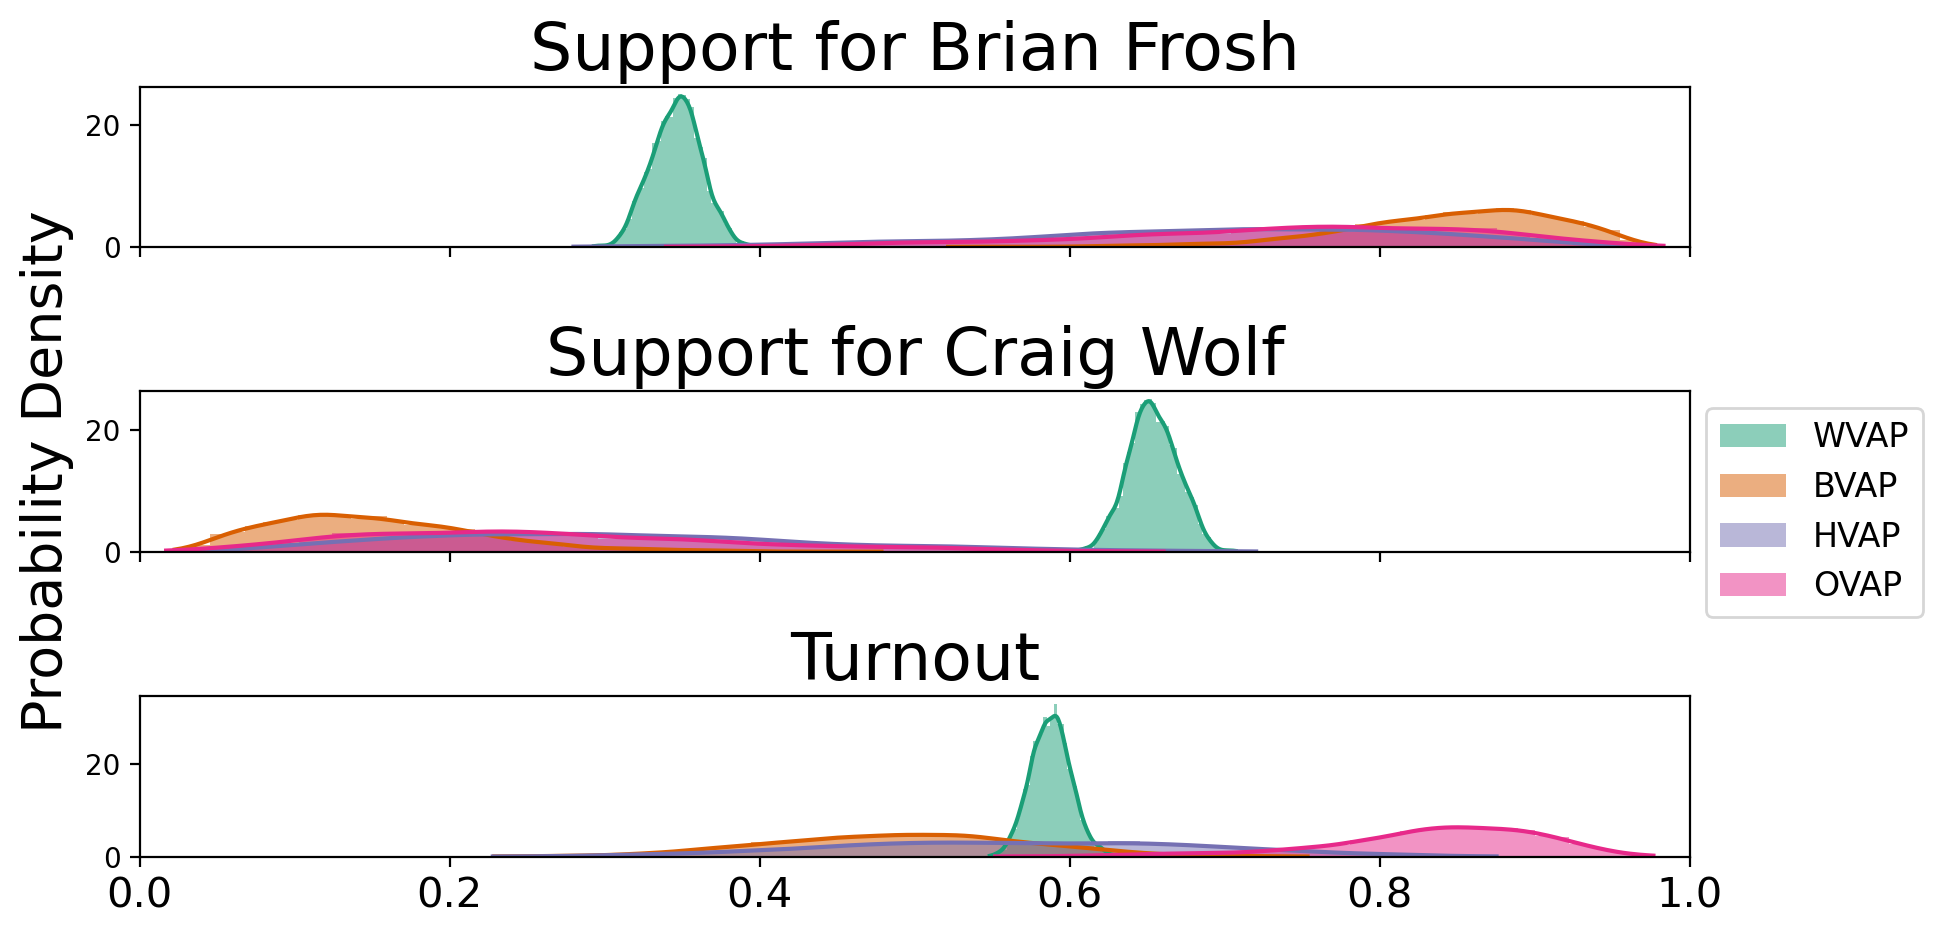 Support for Brian Frosh
20
0
Probability Density
Support for Craig Wolf
20
0
WVAP
BVAP
HVAP
OVAP
Turnout
20
0
0.0 0.2 0.4 0.6 0.8 1.0